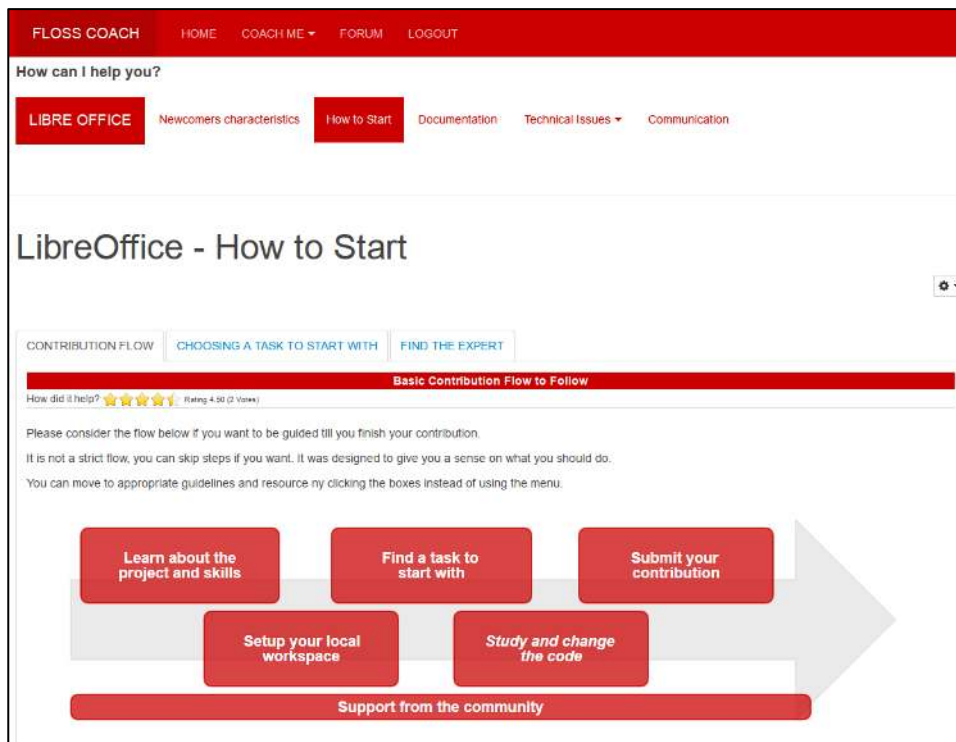 FLOSS COACH HOME COACH ME FORUM LOGOUT
How can I help you?
LIBRE OFFICE Newcomers characteristics How to Start Documentation Technical Issues Communication
LibreOffice - How to Start
CONTRIBUTION FLOW CHOOSING A TASK TO START WITH FIND THE EXPERT
Basic Contribution Flow to Follow
How did it help? Rating 4.50 (2 Votes)
Please consider the flow below if you want to be guided till you finish your contribution.
It is not a strict flow, you can skip steps if you want. It was designed to give you a sense on what you should do.
You can move to appropriate guidelines and resource ny clicking the boxes instead of using the menu.
Learn about the
project and skills
Find a task to
start with
Submit your
contribution
Setup your local
workspace
Study and change
the code
Support from the community